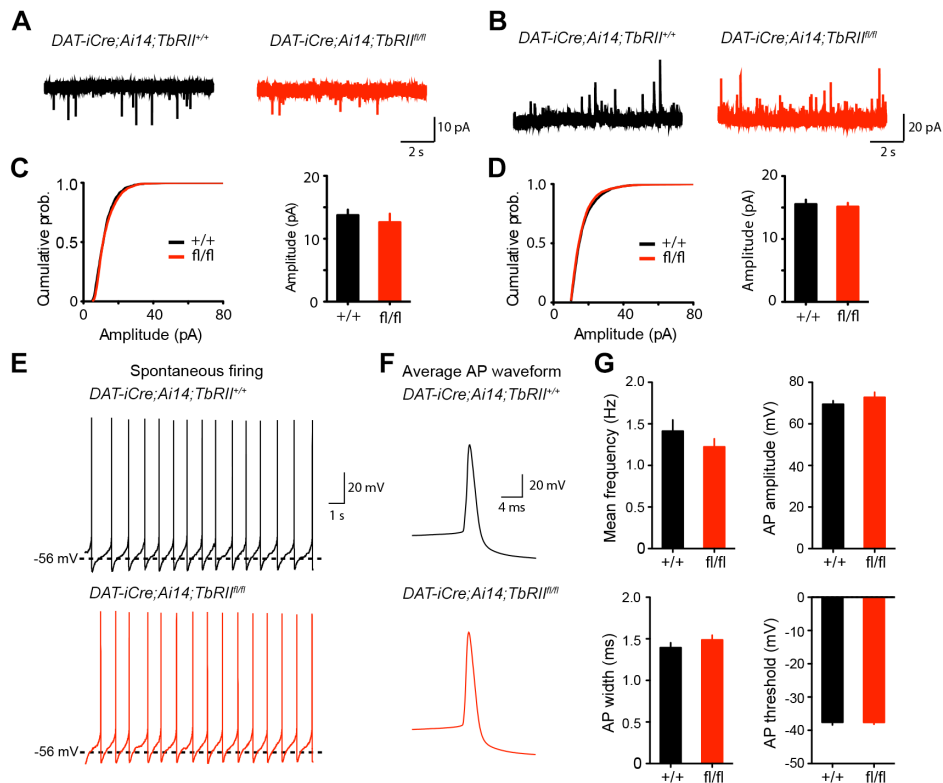 A
DAT-iCre;Ai14;TbRII+/+
DAT-iCre;Ai14;TbRIIfl/fl
10 pA
2 s
B
DAT-iCre;Ai14;TbRII+/+
DAT-iCre;Ai14;TbRIIfl/fl
20 pA
2 s
C
Cumulative prob.
1.0
0.5
0
0
40
80
Amplitude (pA)
+/+
fl/fl
Amplitude (pA)
20
15
10
0
+/+
fl/fl
D
Cumulative prob.
1.0
0.5
0
0
40
80
Amplitude (pA)
+/+
fl/fl
Amplitude (pA)
20
15
10
0
+/+
fl/fl
E
Spontaneous firing
DAT-iCre;Ai14;TbRII+/+
20 mV
1 s
-56 mV
DAT-iCre;Ai14;TbRIIfl/fl
-56 mV
F
Average AP waveform
DAT-iCre;Ai14;TbRII+/+
20 mV
4 ms
DAT-iCre;Ai14;TbRIIfl/fl
G
Mean frequency (Hz)
2.0
1.5
1.0
0.5
0
+/+
fl/fl
AP amplitude (mV)
80
60
40
20
0
+/+
fl/fl
AP width (ms)
2.0
1.5
1.0
0.5
0
+/+
fl/fl
AP threshold (mV)
0
-10
-20
-30
-40
-50
+/+
fl/fl